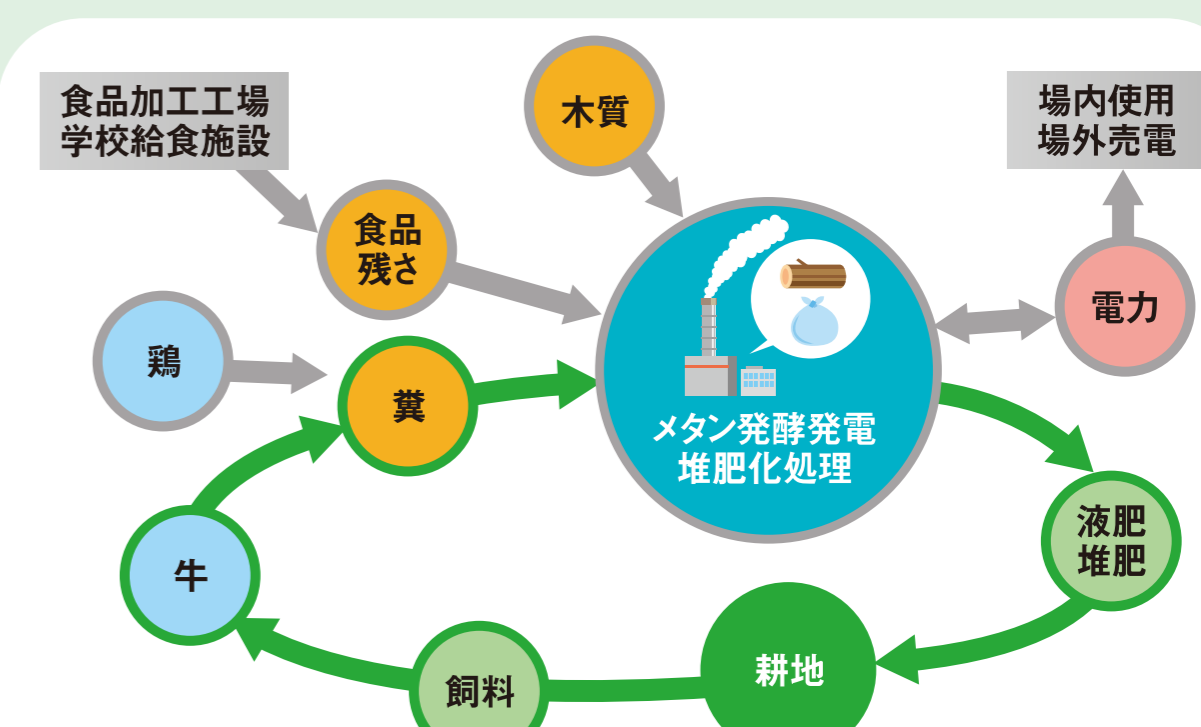 食品加工工場
学校給食施設
木質
場内使用
場外売電
食品
残さ
電力
鶏
糞
メタン発酵発電
堆肥化処理
液肥
堆肥
牛
耕地
飼料